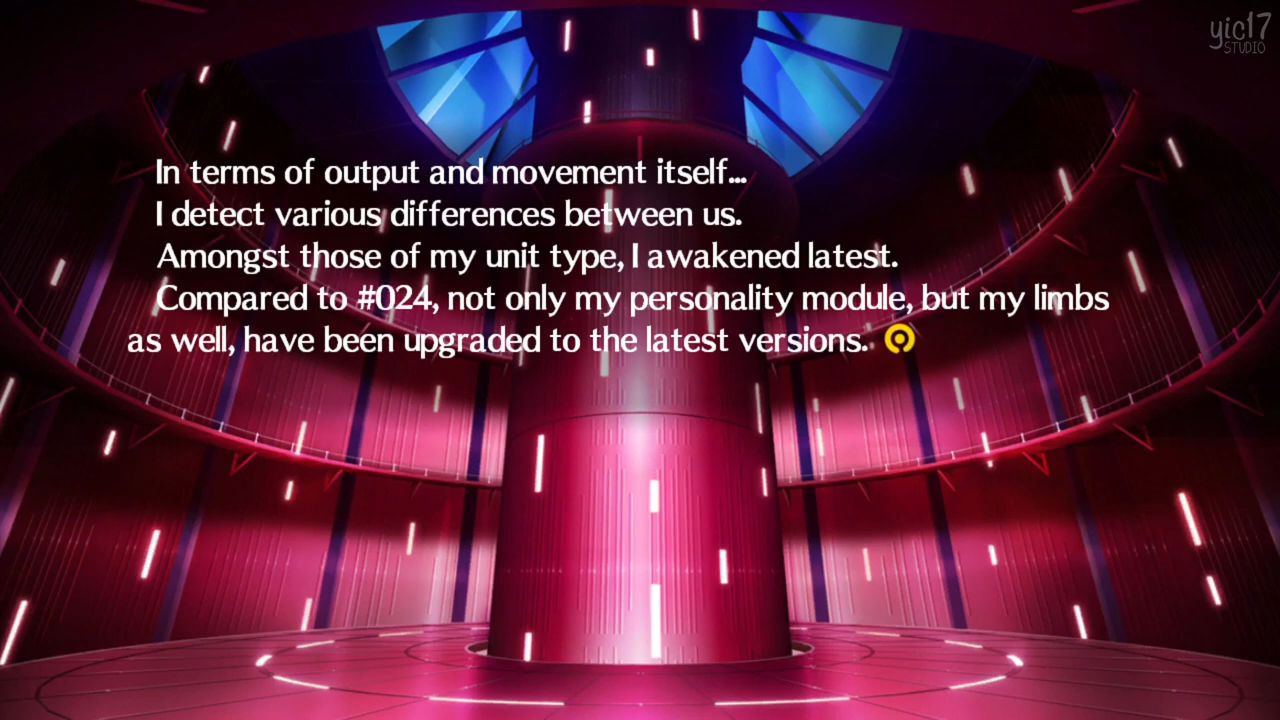 yic17
STUDIO
In terms of output and movement itself...
I detect various differences between us.
Amongst those of my unit type, I awakened latest.
Compared to #024, not only my personality module, but my limbs
as well, have been upgraded to the latest versions.